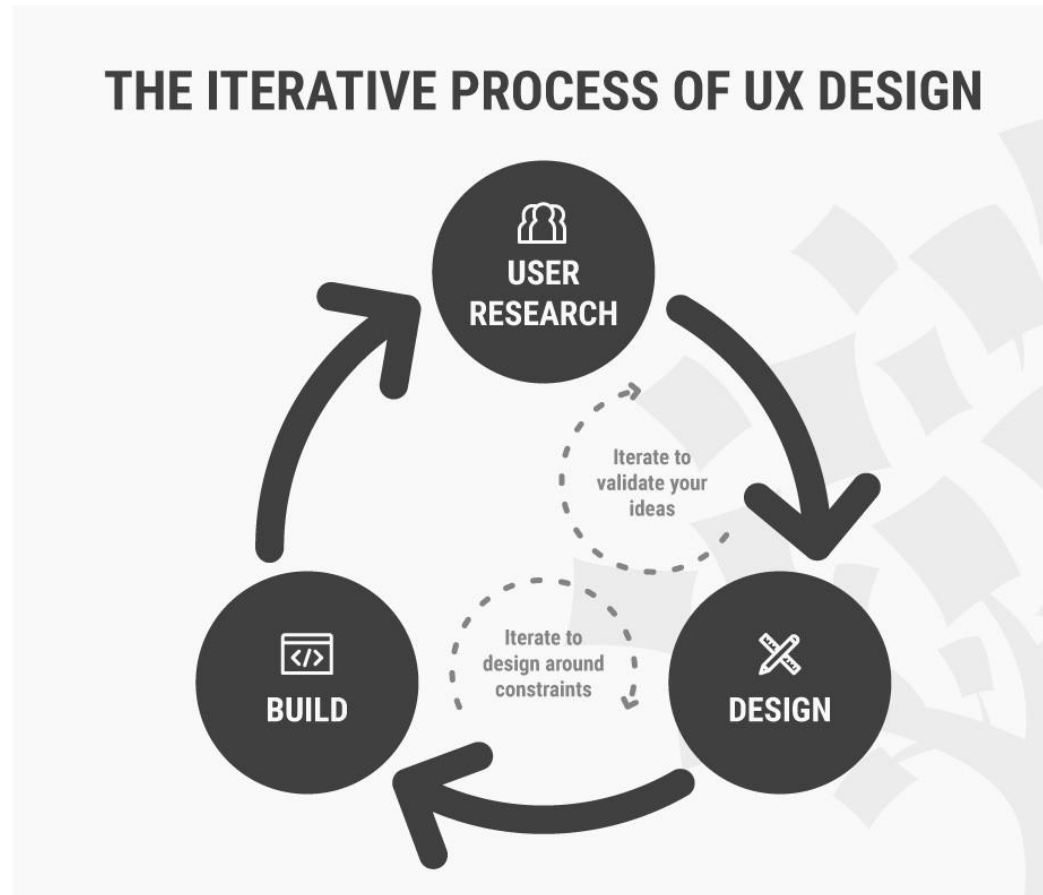 THE ITERATIVE PROCESS OF UX DESIGN
USER
RESEARCH
Iterate to
validate your
ideas
Iterate to
design around
constraints
</>
BUILD
DESIGN